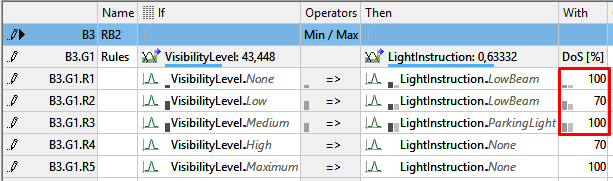 Name If Operators Then With
B3 RB2 Min / Max
B3.G1 Rules VisibilityLevel: 43,448 LightInstruction: 0,63332 DoS [%]
B3.G1.R1 VisibilityLevel.None => LightInstruction.LowBeam 100
B3.G1.R2 VisibilityLevel.Low => LightInstruction.LowBeam 70
B3.G1.R3 VisibilityLevel.Medium => LightInstruction.ParkingLight 100
B3.G1.R4 VisibilityLevel.High => LightInstruction.None 70
B3.G1.R5 VisibilityLevel.Maximum => LightInstruction.None 100